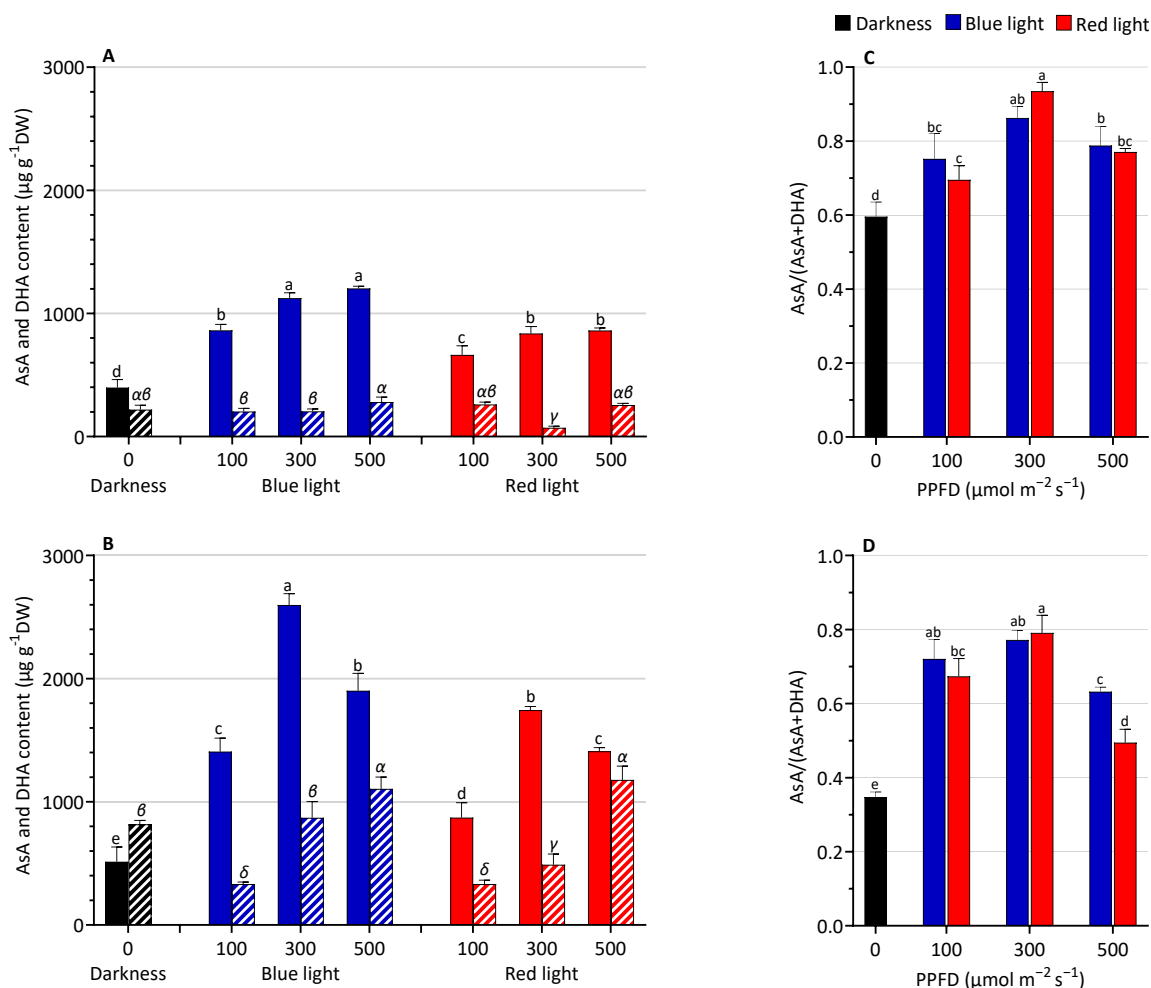 Darkness Blue light Red light
A
AsA and DHA content (µg g⁻¹DW)
3000
2000
1000
0
d αβ b β a β a α c αβ b γ b αβ
0 100 300 500 100 300 500
Darkness Blue light Red light
C
AsA/(AsA+DHA)
1.0
0.8
0.6
0.4
0.2
0.0
d bc c ab a b bc
0 100 300 500
PPFD (µmol m⁻² s⁻¹)
B
AsA and DHA content (µg g⁻¹DW)
3000
2000
1000
0
e β c δ a β b α d δ b γ c α
0 100 300 500 100 300 500
Darkness Blue light Red light
D
AsA/(AsA+DHA)
1.0
0.8
0.6
0.4
0.2
0.0
e ab bc ab a c d
0 100 300 500
PPFD (µmol m⁻² s⁻¹)